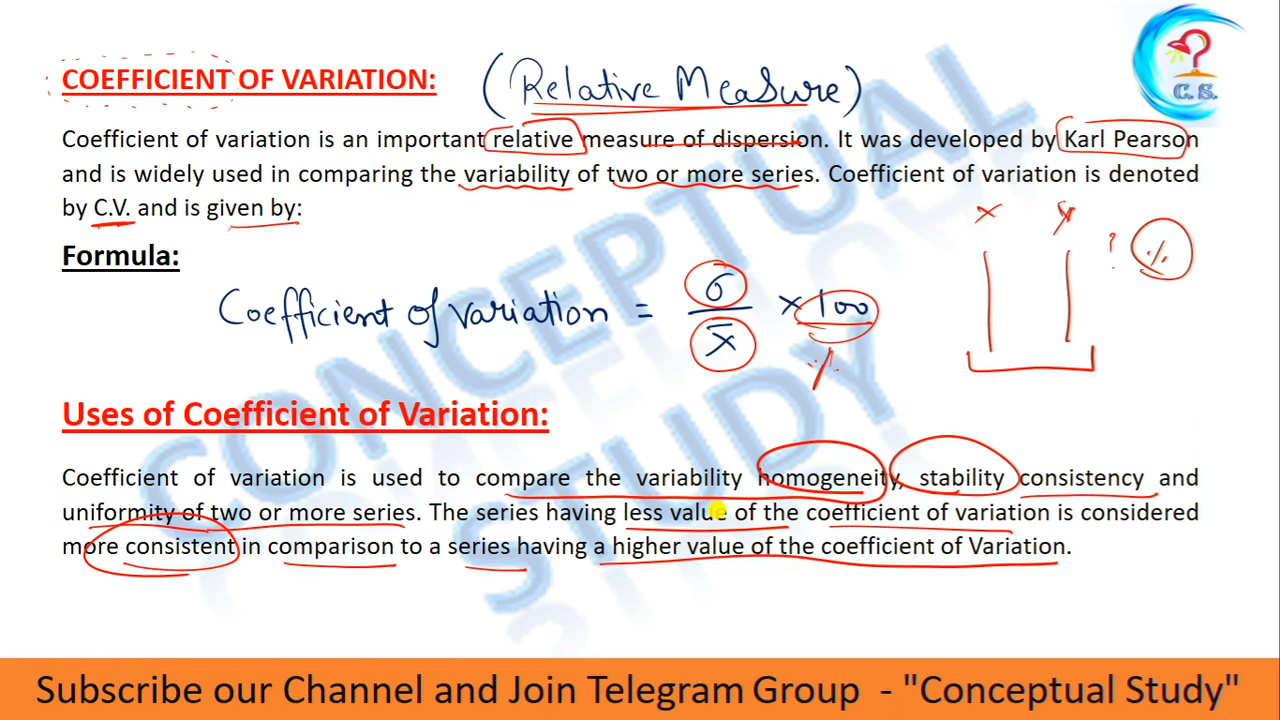 COEFFICIENT OF VARIATION: (Relative Measure)
C. S.
Coefficient of variation is an important relative measure of dispersion. It was developed by Karl Pearson
and is widely used in comparing the variability of two or more series. Coefficient of variation is denoted
by C.V. and is given by:
x y
? %
Formula:
Coefficient of variation = σ / x̄ × 100
%
Uses of Coefficient of Variation:
Coefficient of variation is used to compare the variability homogeneity, stability consistency and
uniformity of two or more series. The series having less value of the coefficient of variation is considered
more consistent in comparison to a series having a higher value of the coefficient of Variation.
CONCEPTUAL
STUDY
Subscribe our Channel and Join Telegram Group - "Conceptual Study"